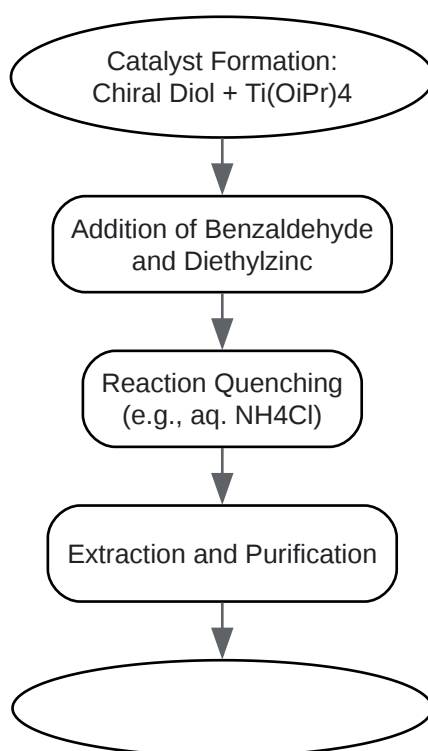 Catalyst Formation:
Chiral Diol + Ti(OiPr)4
Addition of Benzaldehyde
and Diethylzinc
Reaction Quenching
(e.g., aq. NH4Cl)
Extraction and Purification